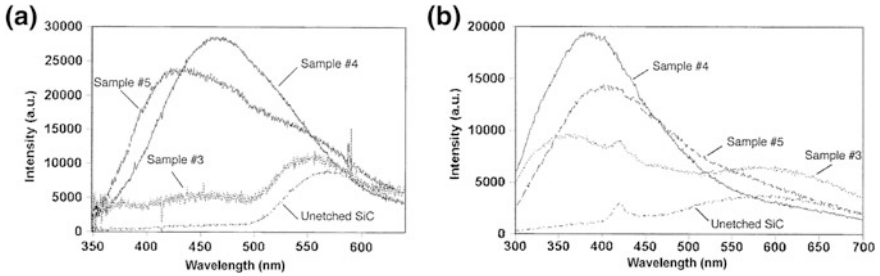 (a)
30000
25000
20000
15000
10000
5000
0
Intensity (a.u.)
350
400
450
500
550
600
Wavelength (nm)
Sample #5
Sample #4
Sample #3
Unetched SiC
(b)
20000
15000
10000
5000
0
Intensity (a.u.)
300
350
400
450
500
550
600
650
700
Wavelength (nm)
Sample #4
Sample #5
Sample #3
Unetched SiC